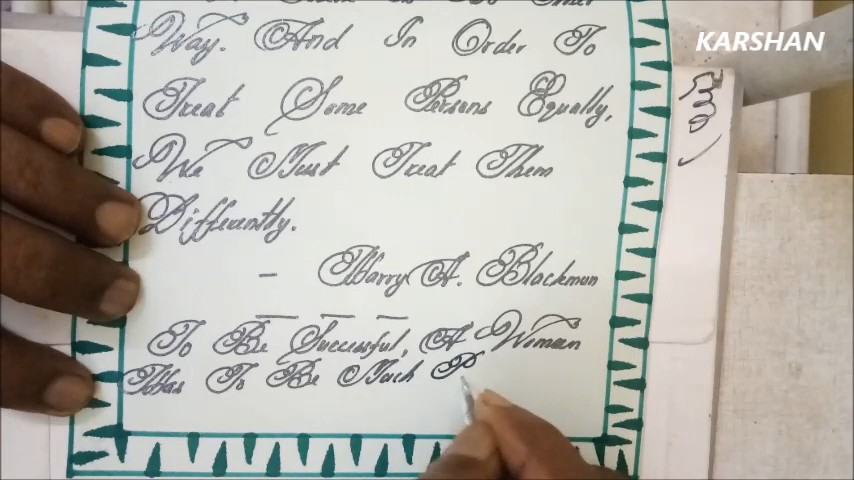 KARSHAN
Way. And In Order To
Treat Some Persons Equally,
We Must Treat Them
Differently.
- Harry A. Blackmun
To Be Successful, A Woman
Has To Be Much